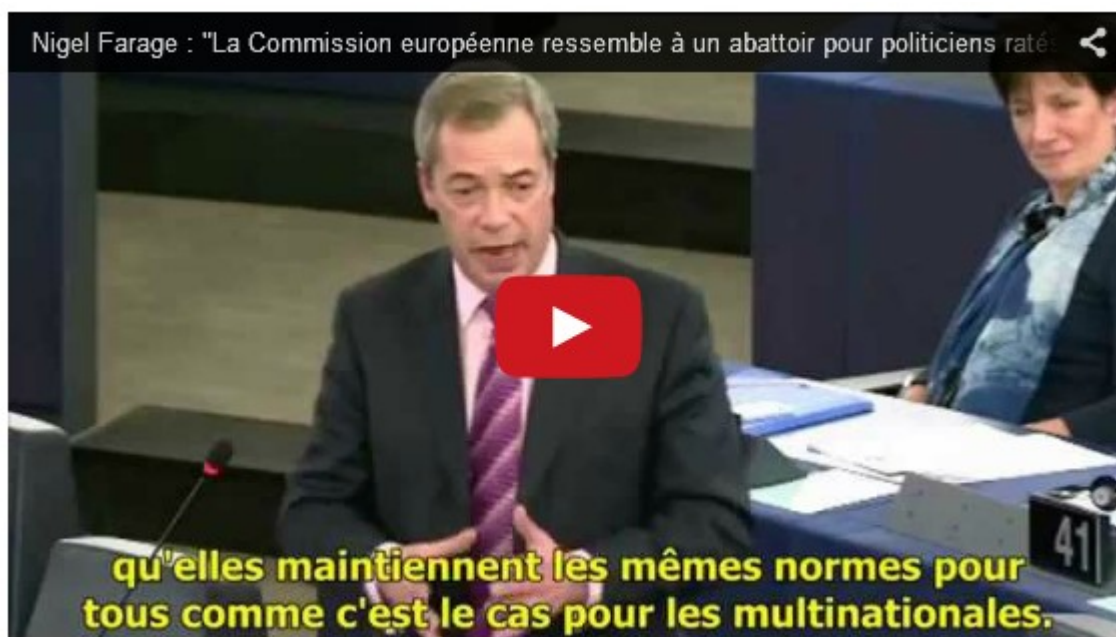 Nigel Farage : "La Commission européenne ressemble à un abattoir pour politiciens ratés
41
qu'elles maintiennent les mêmes normes pour
tous comme c'est le cas pour les multinationales.